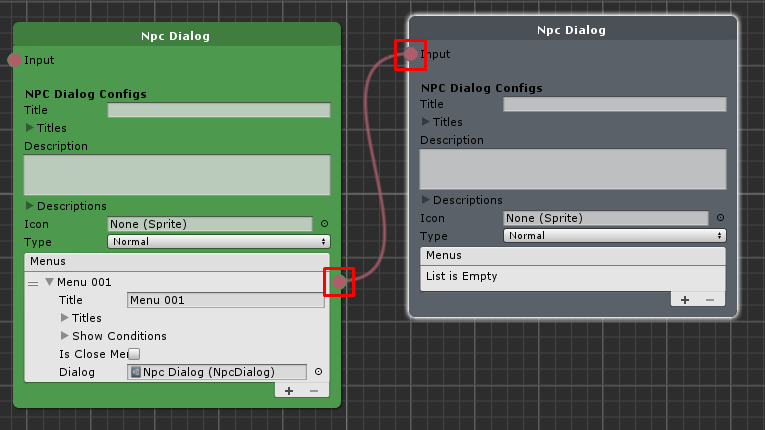 Npc Dialog
Input
NPC Dialog Configs
Title
Titles
Description
Descriptions
Icon None (Sprite)
Type Normal
Menus
Menu 001
Title Menu 001
Titles
Show Conditions
Is Close Me
Dialog Npc Dialog (NpcDialog)
Npc Dialog
Input
NPC Dialog Configs
Title
Titles
Description
Descriptions
Icon None (Sprite)
Type Normal
Menus
List is Empty